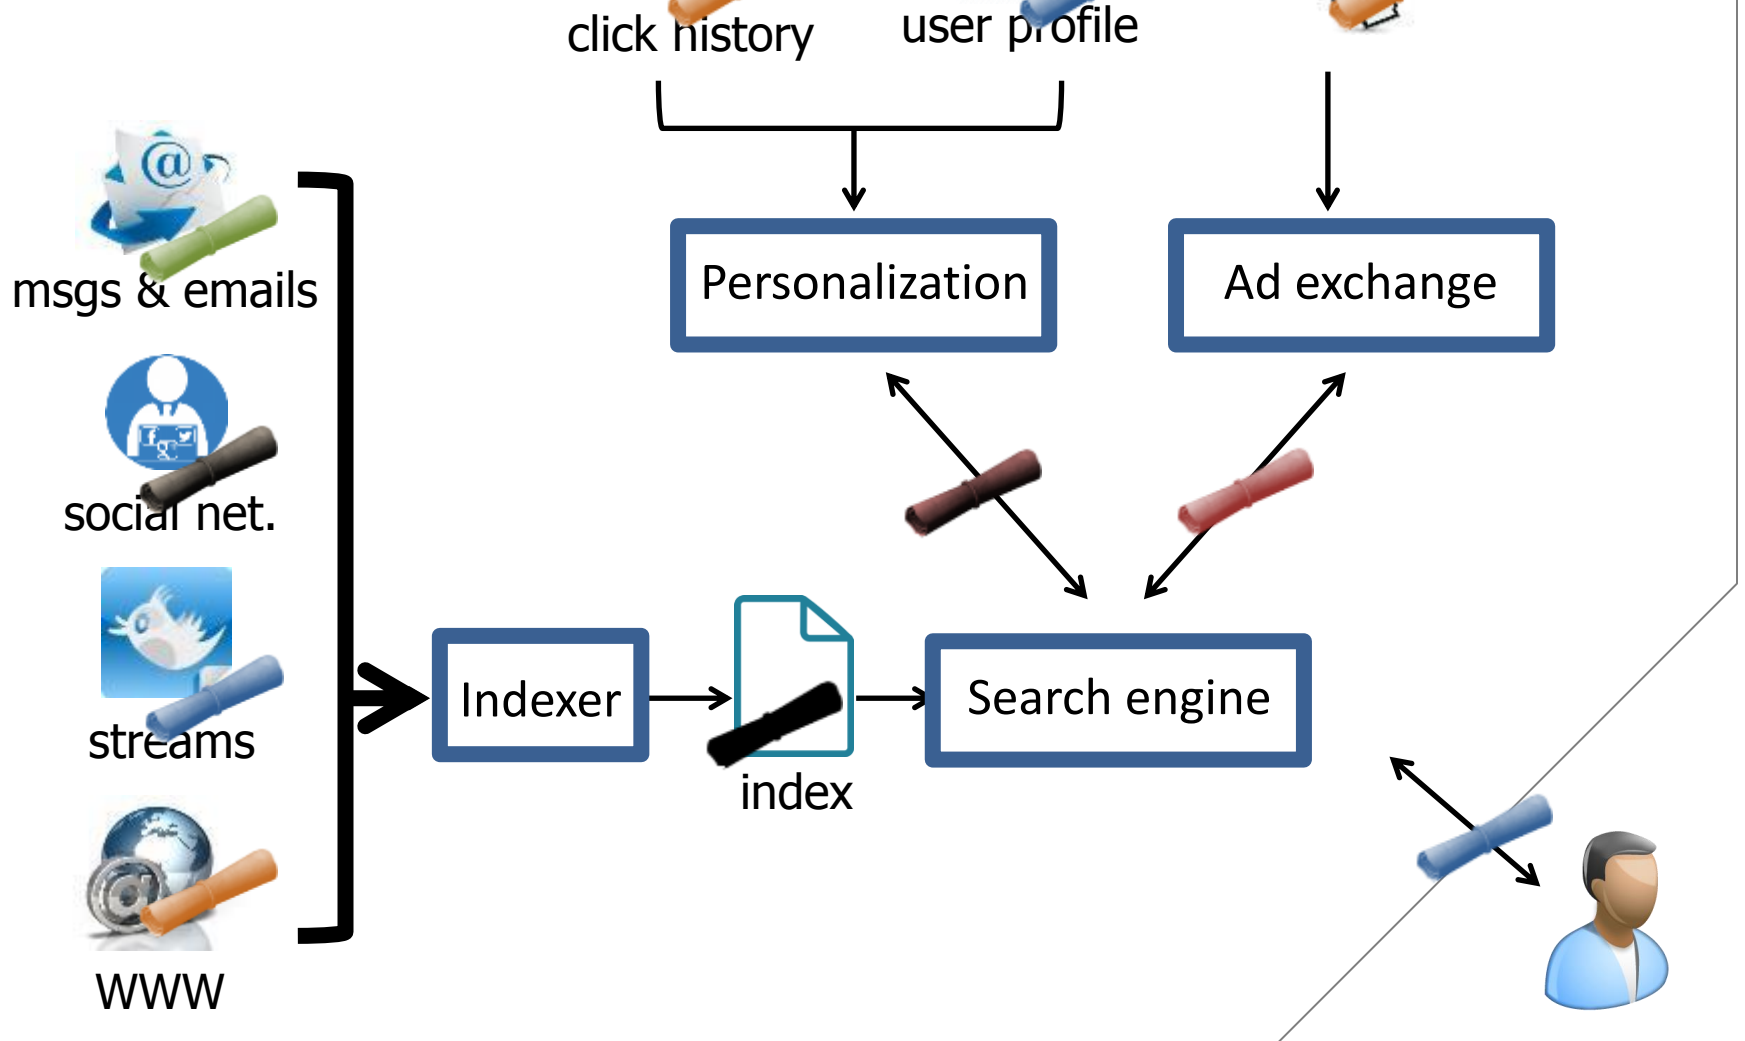 click history
user profile
msgs & emails
Personalization
Ad exchange
social net.
streams
Indexer
Search engine
index
WWW